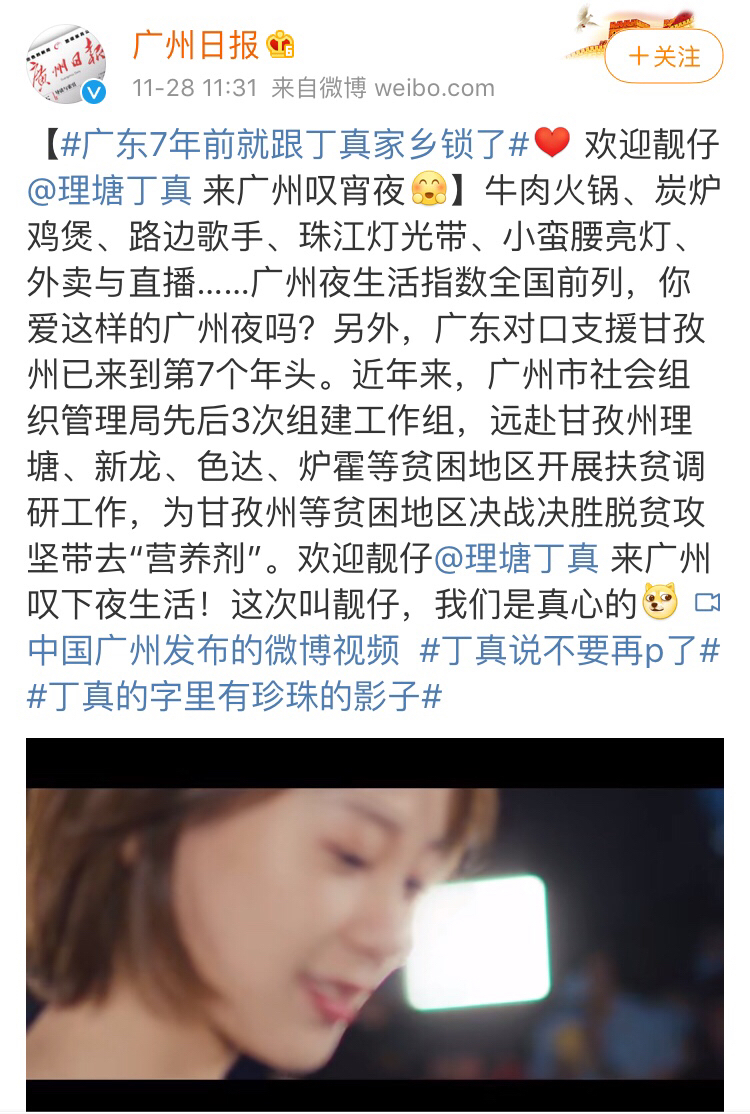 广州日报
＋关注
11-28 11:31 来自微博 weibo.com
【#广东7年前就跟丁真家乡锁了#❤️ 欢迎靓仔
@理塘丁真 来广州叹宵夜🤗】牛肉火锅、炭炉
鸡煲、路边歌手、珠江灯光带、小蛮腰亮灯、
外卖与直播……广州夜生活指数全国前列，你
爱这样的广州夜吗？另外，广东对口支援甘孜
州已来到第7个年头。近年来，广州市社会组
织管理局先后3次组建工作组，远赴甘孜州理
塘、新龙、色达、炉霍等贫困地区开展扶贫调
研工作，为甘孜州等贫困地区决战决胜脱贫攻
坚带去“营养剂”。欢迎靓仔@理塘丁真 来广州
叹下夜生活！这次叫靓仔，我们是真心的
中国广州发布的微博视频 #丁真说不要再p了#
#丁真的字里有珍珠的影子#